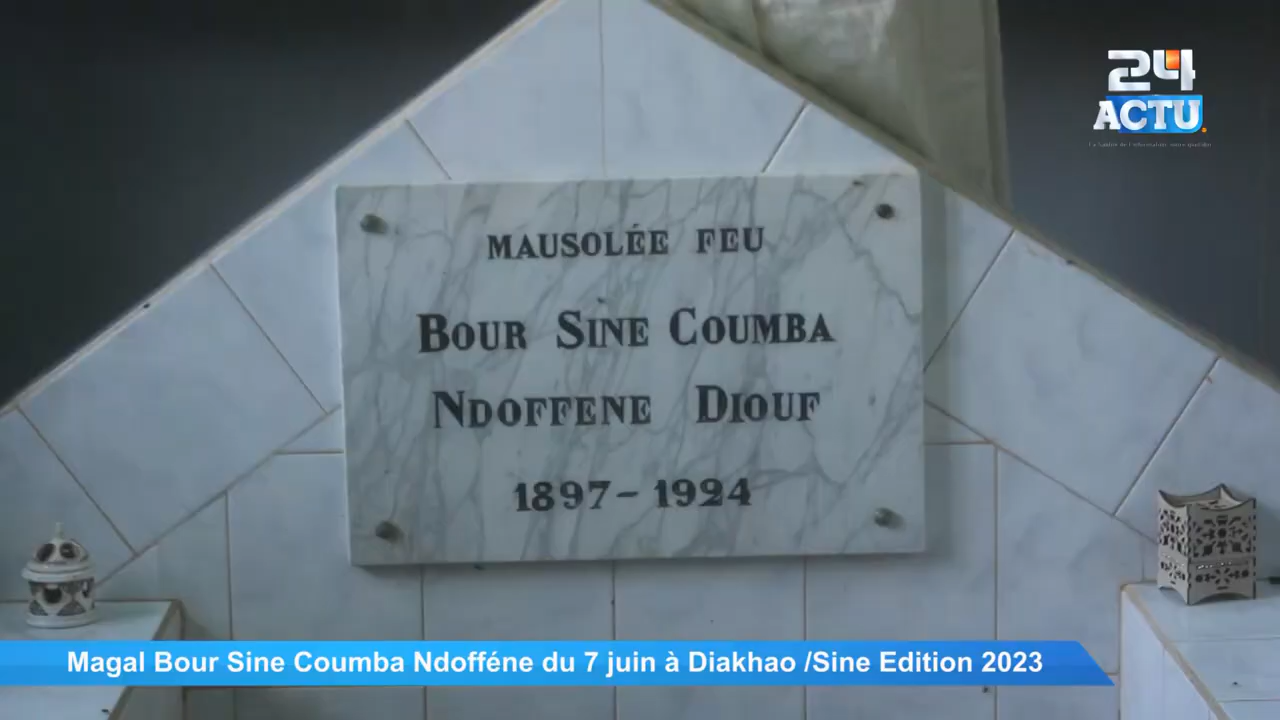 24
ACTU.
MAUSOLÉE FEU
BOUR SINE COUMBA
NDOFFENE DIOUF
1897-1924
Magal Bour Sine Coumba Ndofféne du 7 juin à Diakhao /Sine Edition 2023